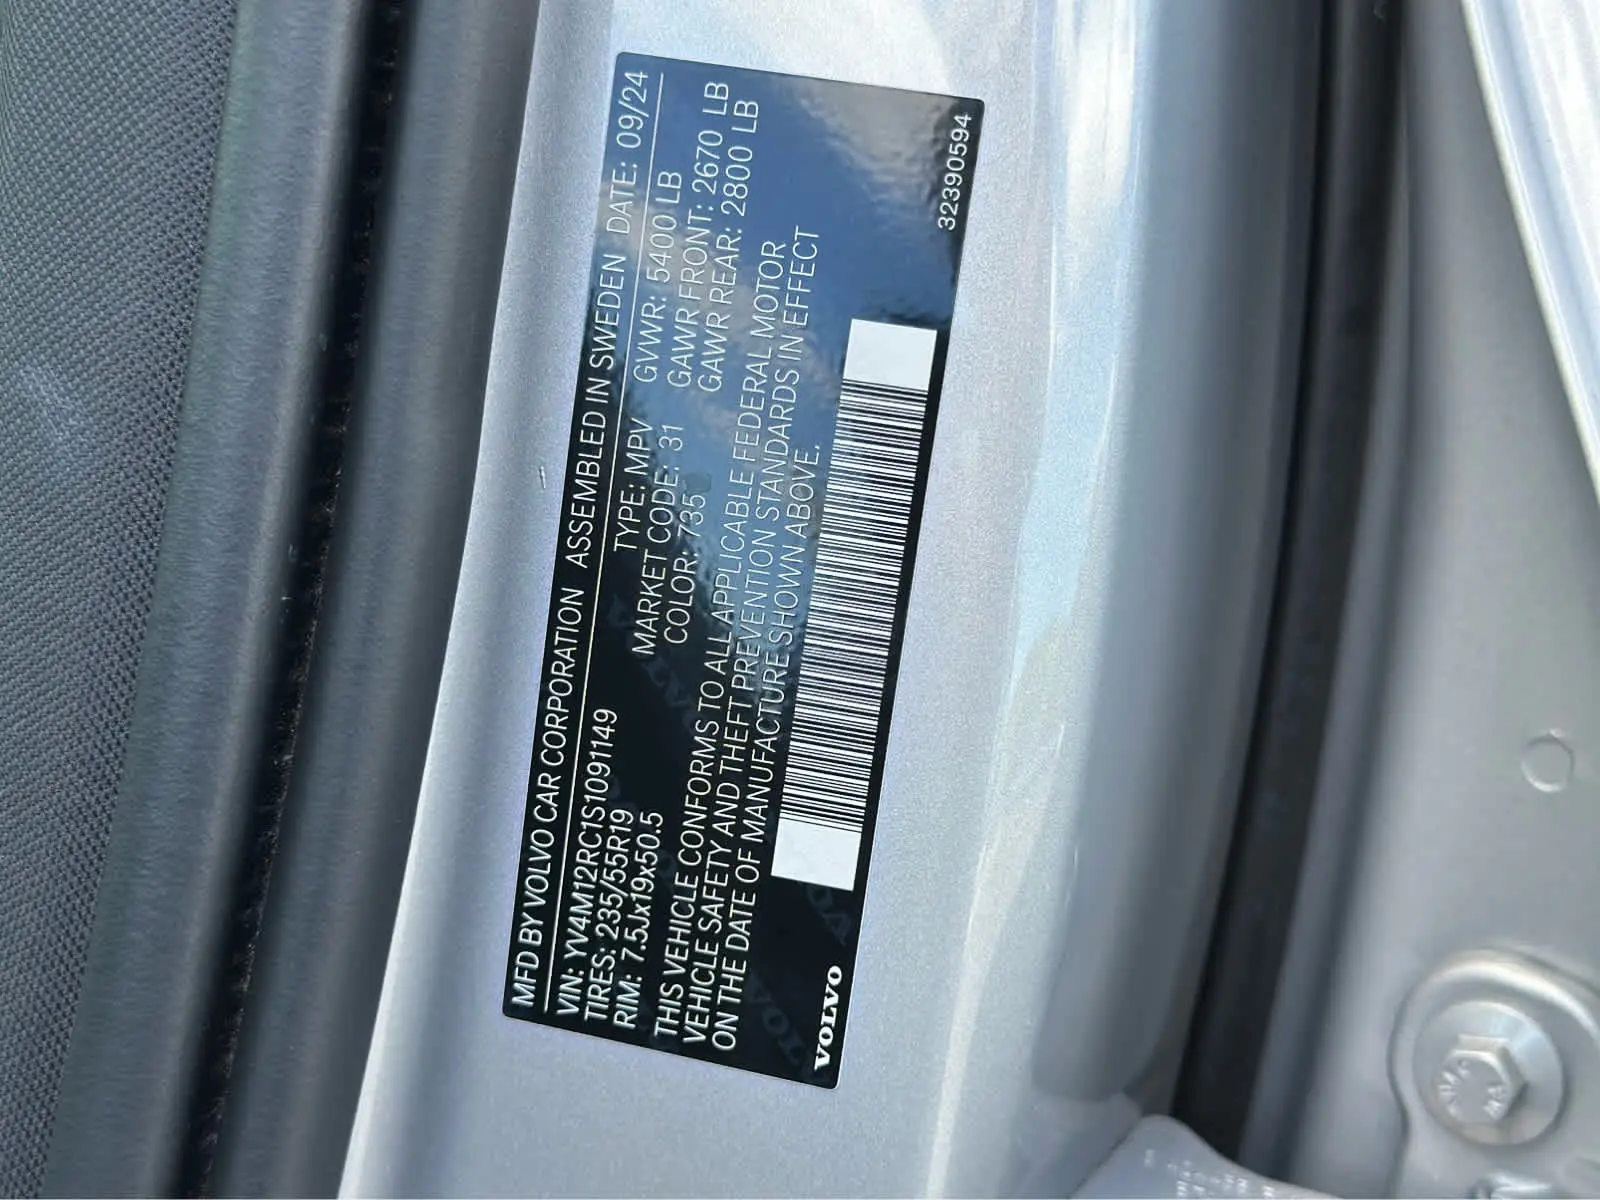 MFD BY VOLVO CAR CORPORATION ASSEMBLED IN SWEDEN DATE: 09/24
VIN: YV4M12RC1S1091149 TYPE: MPV GVWR: 5400 LB
TIRES: 235/55R19 MARKET CODE: 31 GAWR FRONT: 2670 LB
RIM: 7.5Jx19x50.5 COLOR: 735 GAWR REAR: 2800 LB
THIS VEHICLE CONFORMS TO ALL APPLICABLE FEDERAL MOTOR
VEHICLE SAFETY AND THEFT PREVENTION STANDARDS IN EFFECT
ON THE DATE OF MANUFACTURE SHOWN ABOVE.
VOLVO
32390594